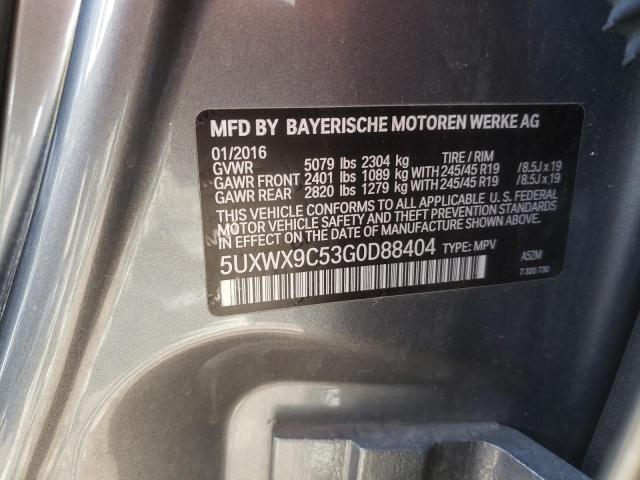 MFD BY BAYERISCHE MOTOREN WERKE AG
01/2016 TIRE / RIM
GVWR 5079 lbs 2304 kg
GAWR FRONT 2401 lbs 1089 kg WITH 245/45 R19 /8.5J x 19
GAWR REAR 2820 lbs 1279 kg WITH 245/45 R19 /8.5J x 19
THIS VEHICLE CONFORMS TO ALL APPLICABLE U.S. FEDERAL
MOTOR VEHICLE SAFETY AND THEFT PREVENTION STANDARDS
IN EFFECT ON THE DATE OF MANUFACTURE SHOWN ABOVE.
5UXWX9C53G0D88404 TYPE: MPV
A52M
7 320 730